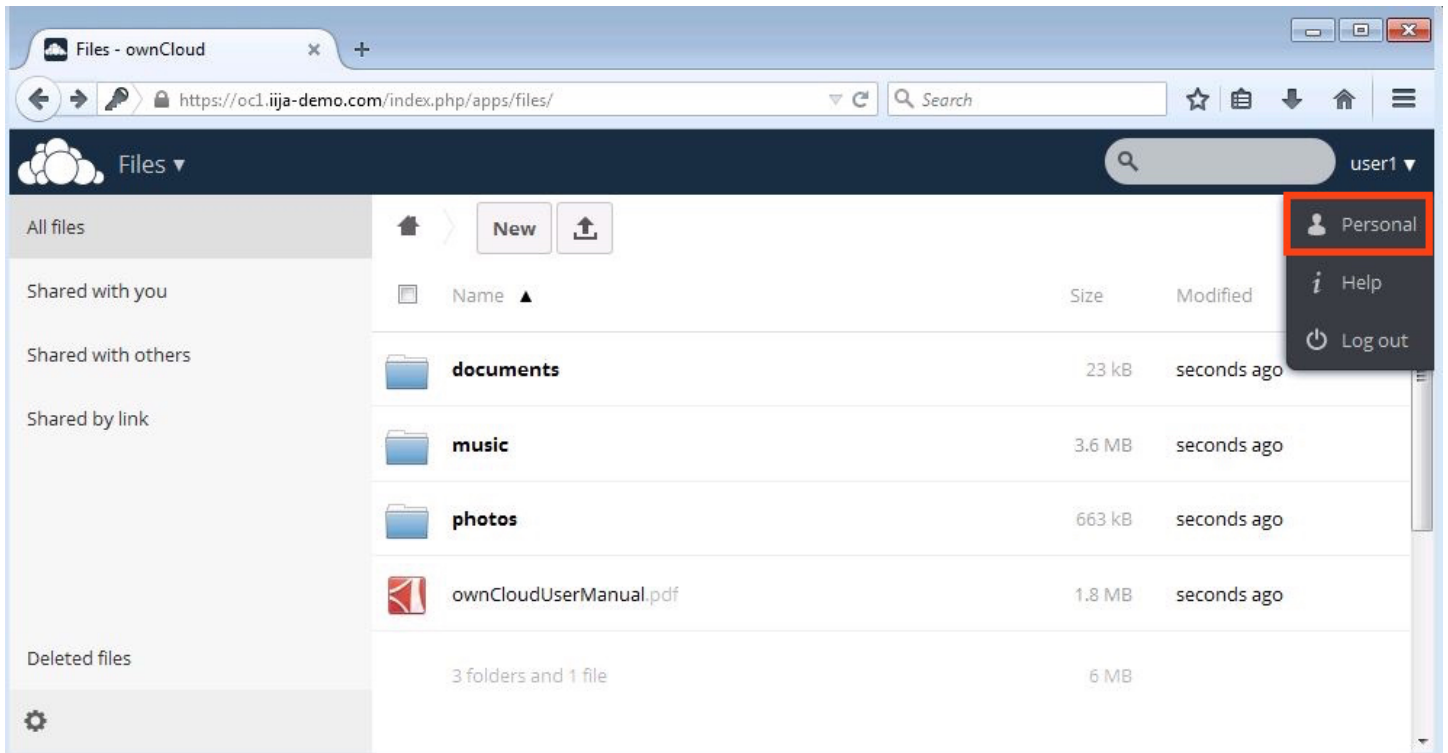 Files - ownCloud
https://oc1.iija-demo.com/index.php/apps/files/
Search
Files ▾
user1 ▾
All files
New
Personal
Shared with you
Name ▲ Size Modified
i Help
Shared with others
Log out
documents 23 kB seconds ago
Shared by link
music 3.6 MB seconds ago
photos 663 kB seconds ago
ownCloudUserManual.pdf 1.8 MB seconds ago
Deleted files
3 folders and 1 file 6 MB